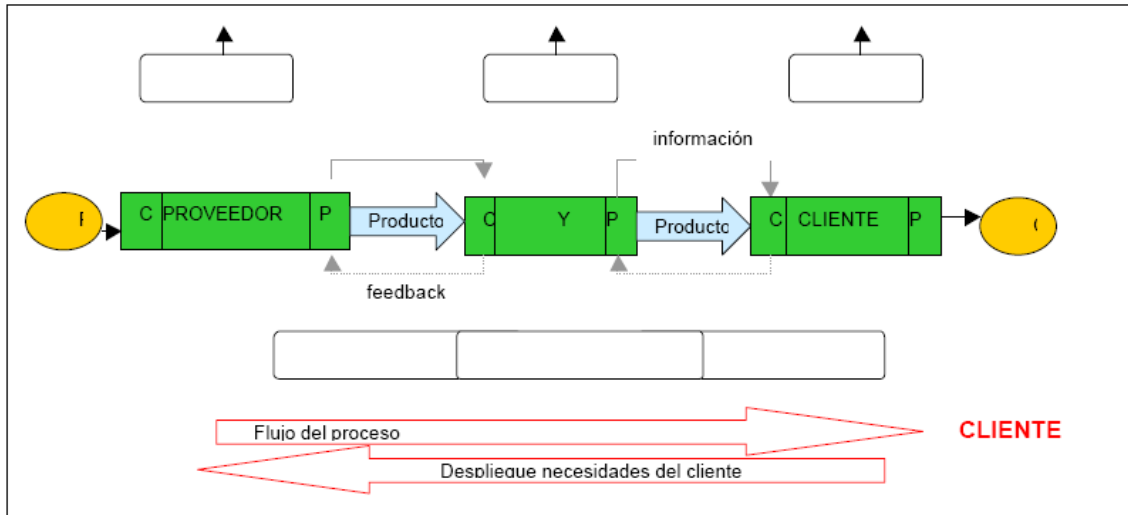 información
C PROVEEDOR P
Producto
C Y P
Producto
C CLIENTE P
feedback
Flujo del proceso
CLIENTE
Despliegue necesidades del cliente